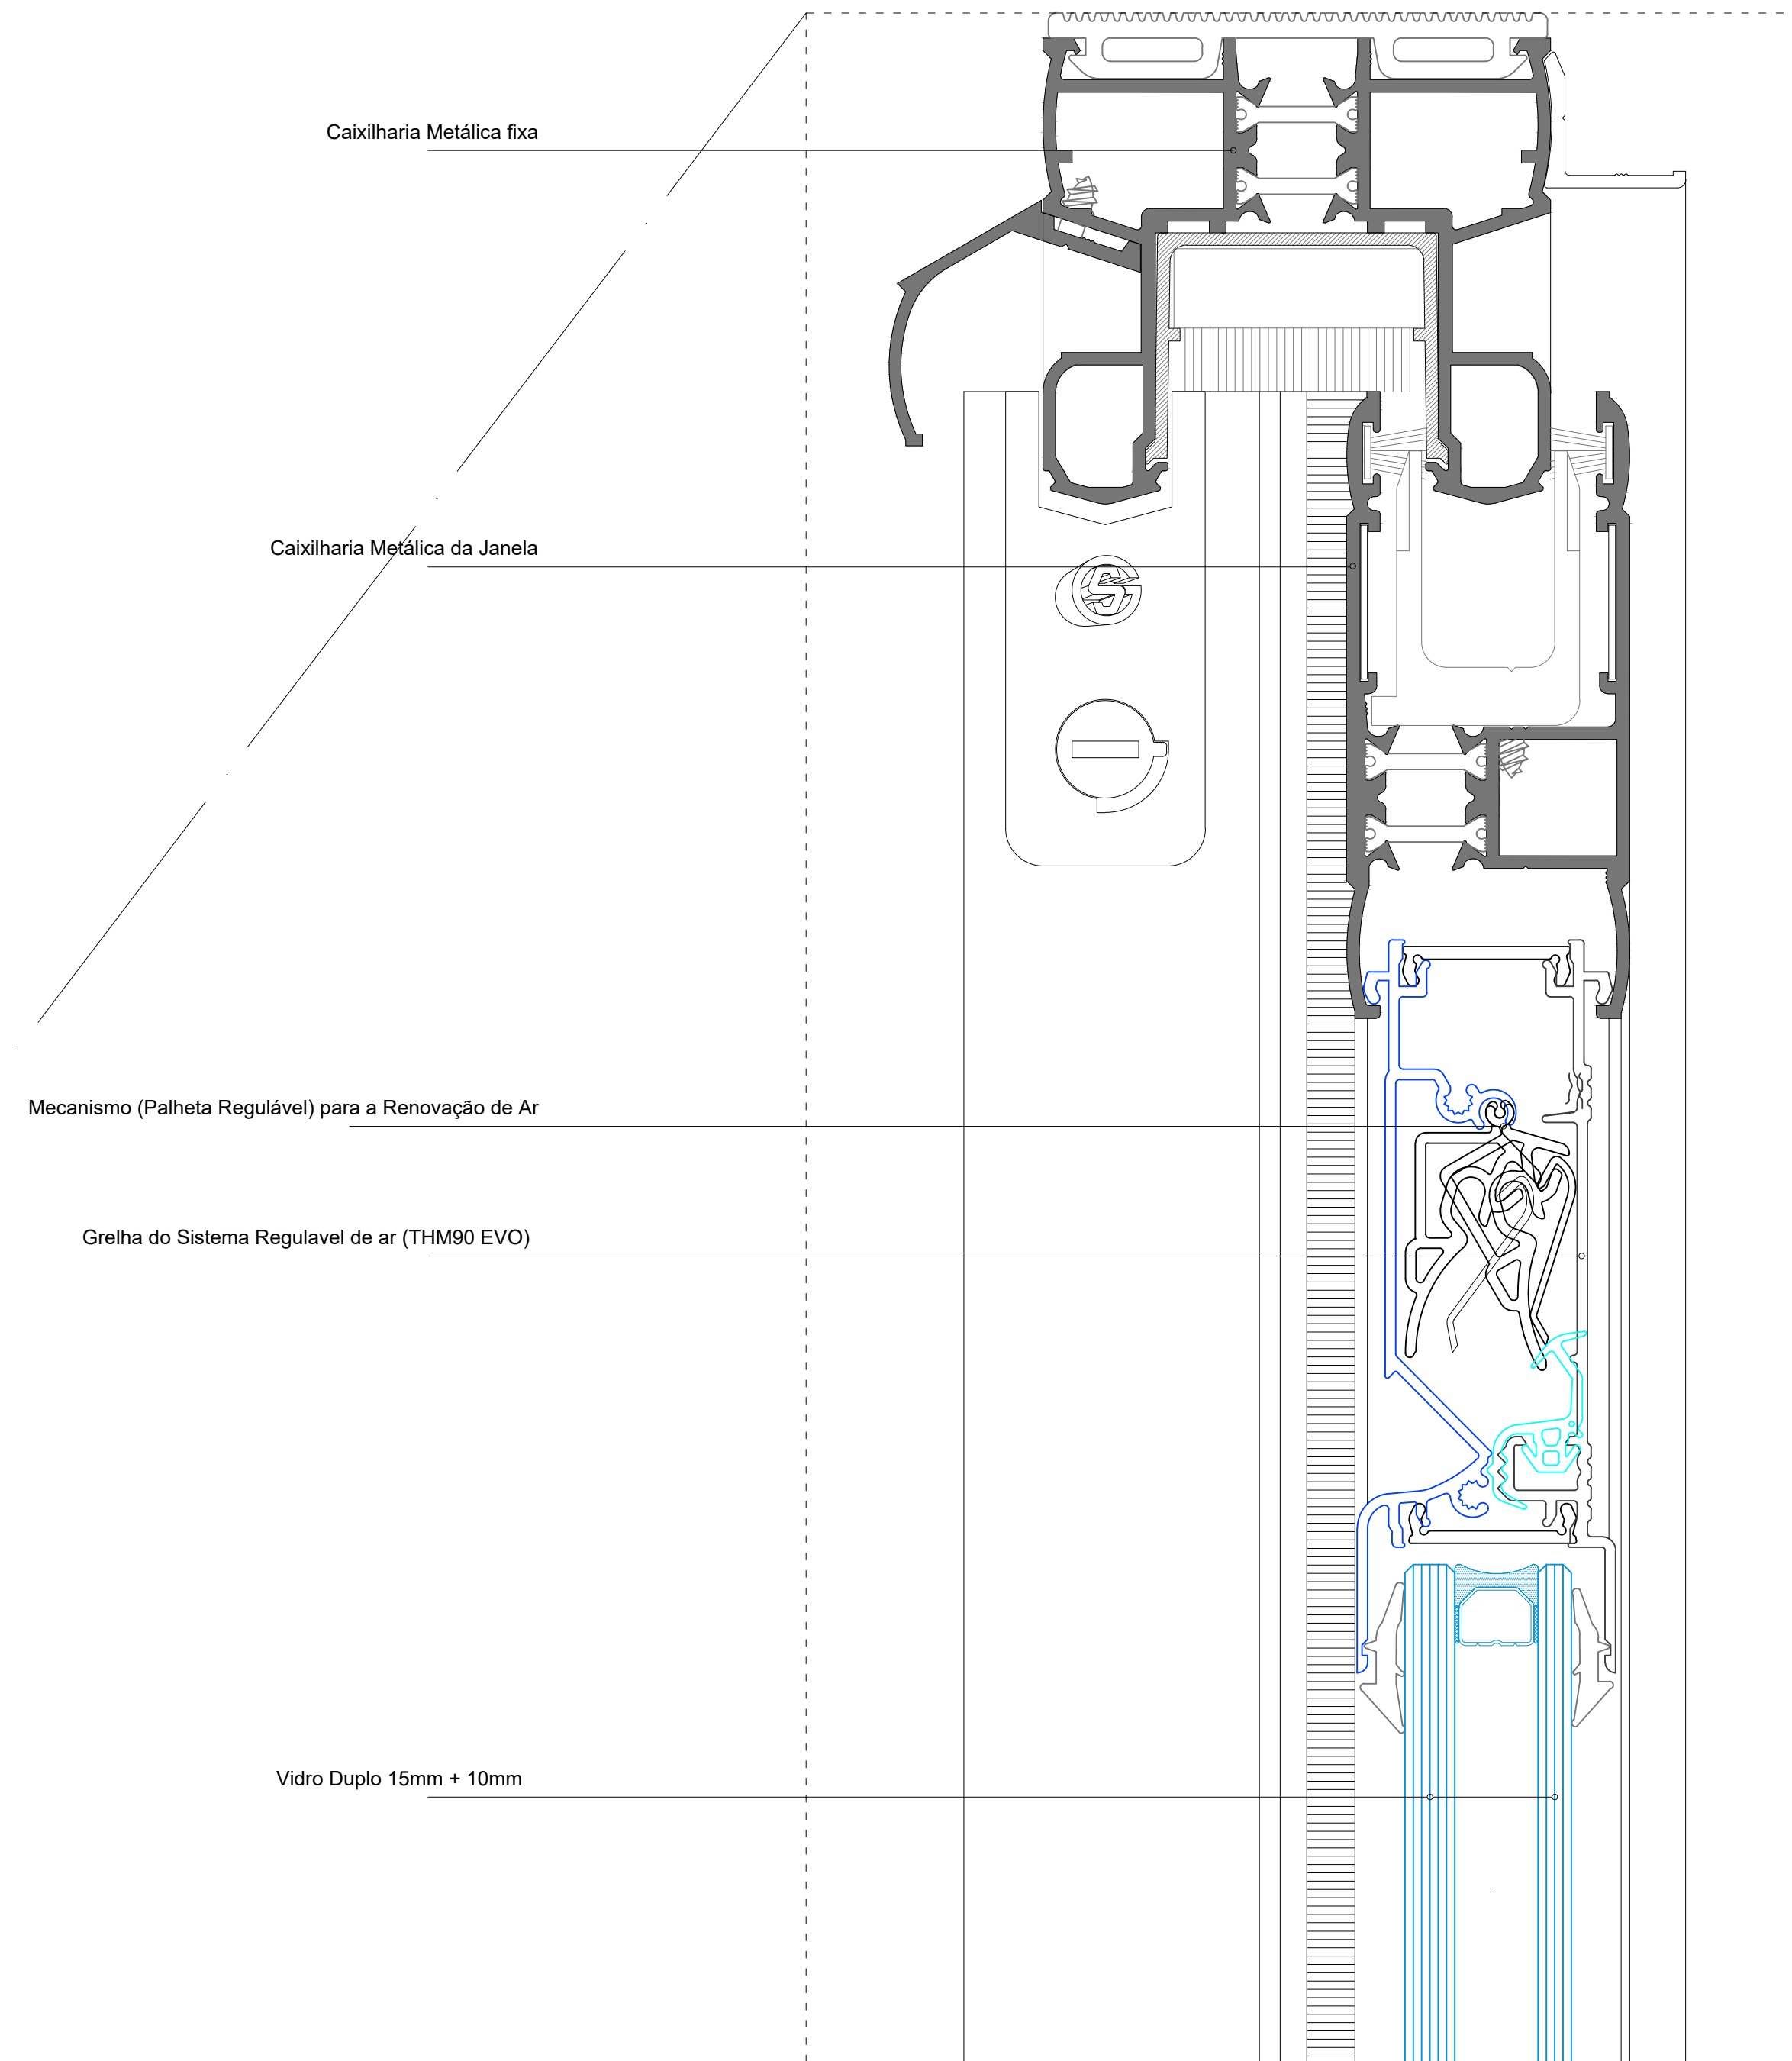 Caixilharia Metálica fixa
Caixilharia Metálica da Janela
Mecanismo (Palheta Regulável) para a Renovação de Ar
Grelha do Sistema Regulavel de ar (THM90 EVO)
Vidro Duplo 15mm + 10mm